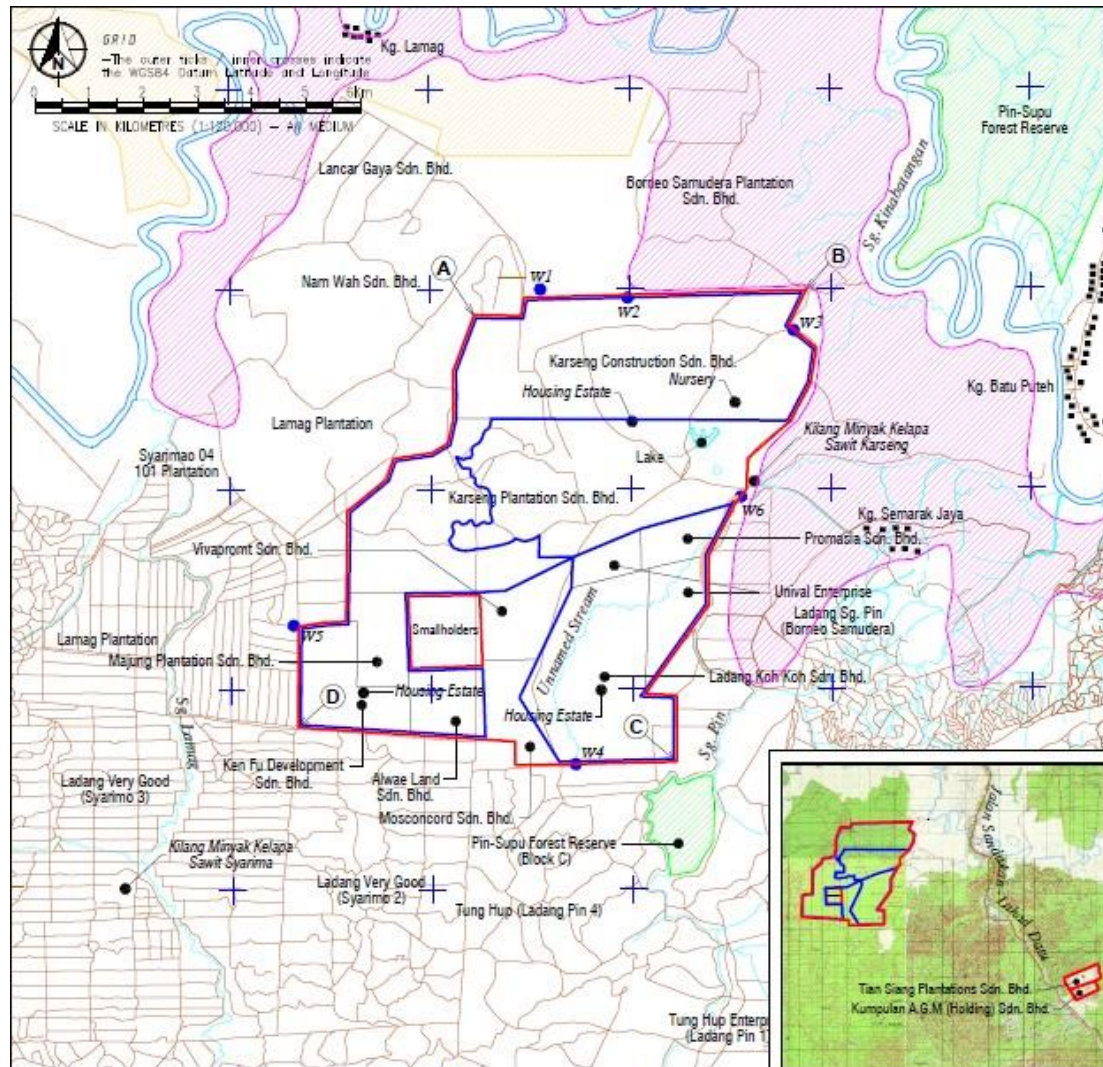 GRID
—The outer ticks / inner crosses indicate
the WGS84 Datum Latitude and Longitude
N
0 1 2 3 4 5 6Km
SCALE IN KILOMETRES (1:120,000) — A4 MEDIUM
Kg. Lamag
Pin-Supu
Forest Reserve
Lancar Gaya Sdn. Bhd.
Borneo Samudera Plantation
Sdn. Bhd.
Sg. Kinabatangan
A
B
Nam Wah Sdn. Bhd.
W1
W2
W3
Karseng Construction Sdn. Bhd.
Nursery
Housing Estate
Kg. Batu Puteh
Lamag Plantation
Kilang Minyak Kelapa
Sawit Karseng
Syarimao 04
101 Plantation
Lake
Karseng Plantation Sdn. Bhd.
W6
Kg. Semarak Jaya
Promasia Sdn. Bhd.
Vivapromt Sdn. Bhd.
Unival Enterprise
Unnamed Stream
Ladang Sg. Pin
(Borneo Samudera)
W5
Smallholders
Lamag Plantation
Majung Plantation Sdn. Bhd.
Ladang Koh Koh Sdn. Bhd.
Housing Estate
D
Housing Estate
C
Sg. Pin
Sg. Lamag
W4
Ken Fu Development
Sdn. Bhd.
Alwae Land
Sdn. Bhd.
Mosconcord Sdn. Bhd.
Ladang Very Good
(Syarimo 3)
Kilang Minyak Kelapa
Sawit Syarima
Pin-Supu Forest Reserve
(Block C)
Ladang Very Good
(Syarimo 2)
Tung Hup (Ladang Pin 4)
Jalan Sandakan - Lahad Datu
Tian Siang Plantations Sdn. Bhd.
Kumpulan A.G.M (Holding) Sdn. Bhd.
Tung Hup Enterp
(Ladang Pin 1)